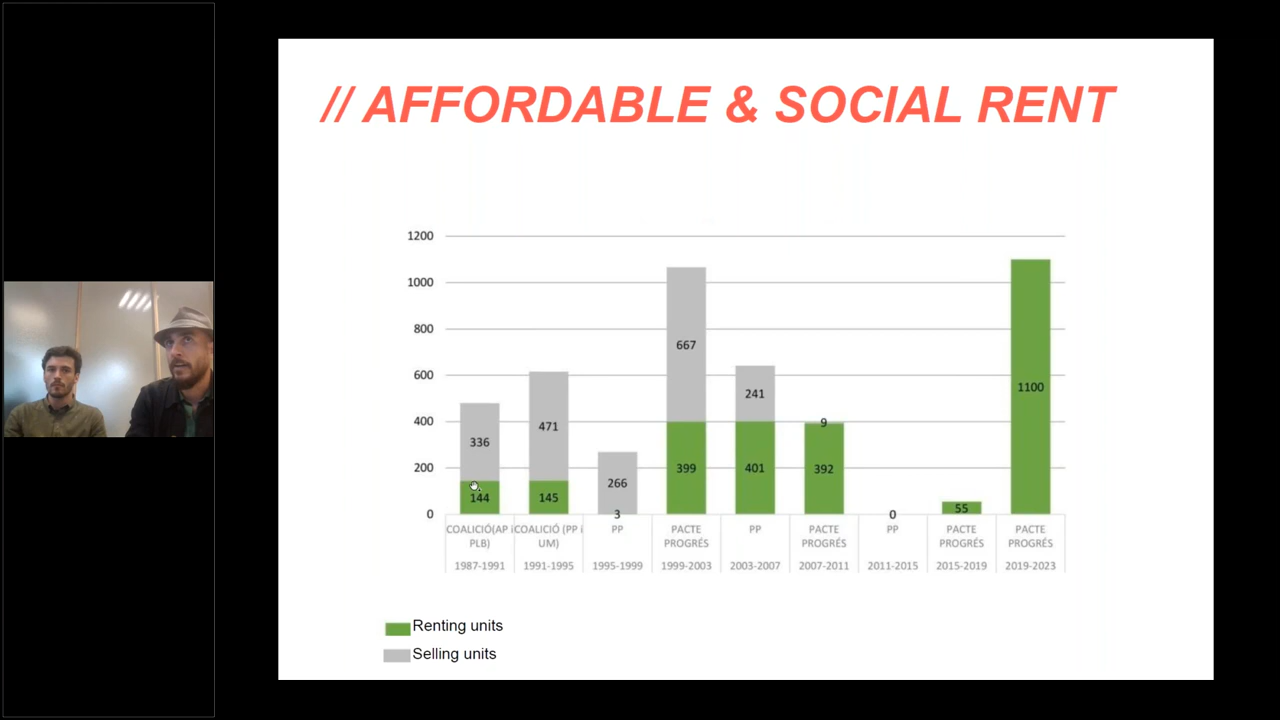 // AFFORDABLE & SOCIAL RENT
1200
1000
800
600
400
200
0
336
144
471
145
266
3
667
399
241
401
9
392
0
55
1100
COALICIÓ(AP i PLB)
COALICIÓ (PP i UM)
PP
PACTE PROGRÉS
PP
PACTE PROGRÉS
PP
PACTE PROGRÉS
PACTE PROGRÉS
1987-1991
1991-1995
1995-1999
1999-2003
2003-2007
2007-2011
2011-2015
2015-2019
2019-2023
Renting units
Selling units